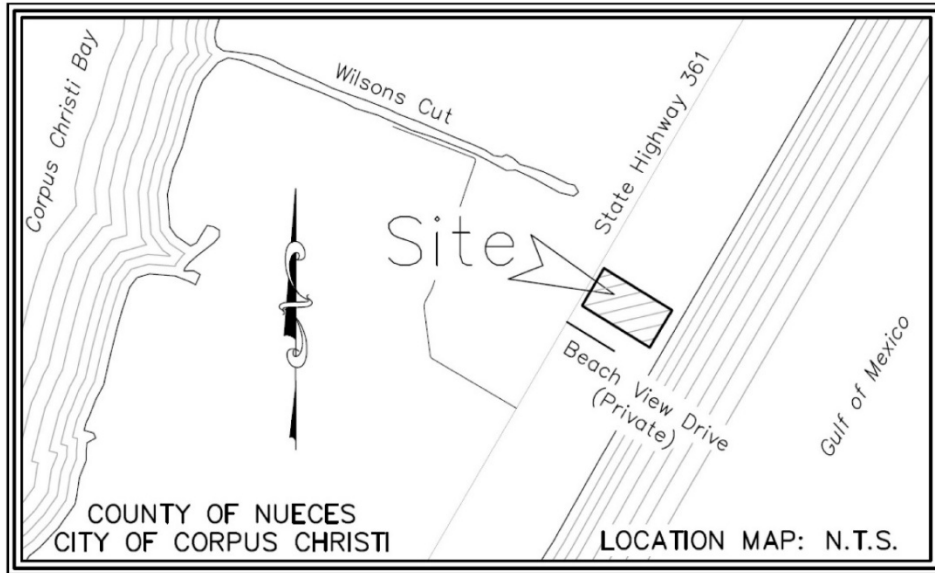 Corpus Christi Bay
Wilsons Cut
State Highway 361
Site
Beach View Drive
(Private)
Gulf of Mexico
COUNTY OF NUECES
CITY OF CORPUS CHRISTI
LOCATION MAP: N.T.S.